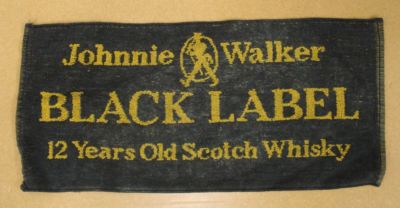 Johnnie Walker
BLACK LABEL
12 Years Old Scotch Whisky